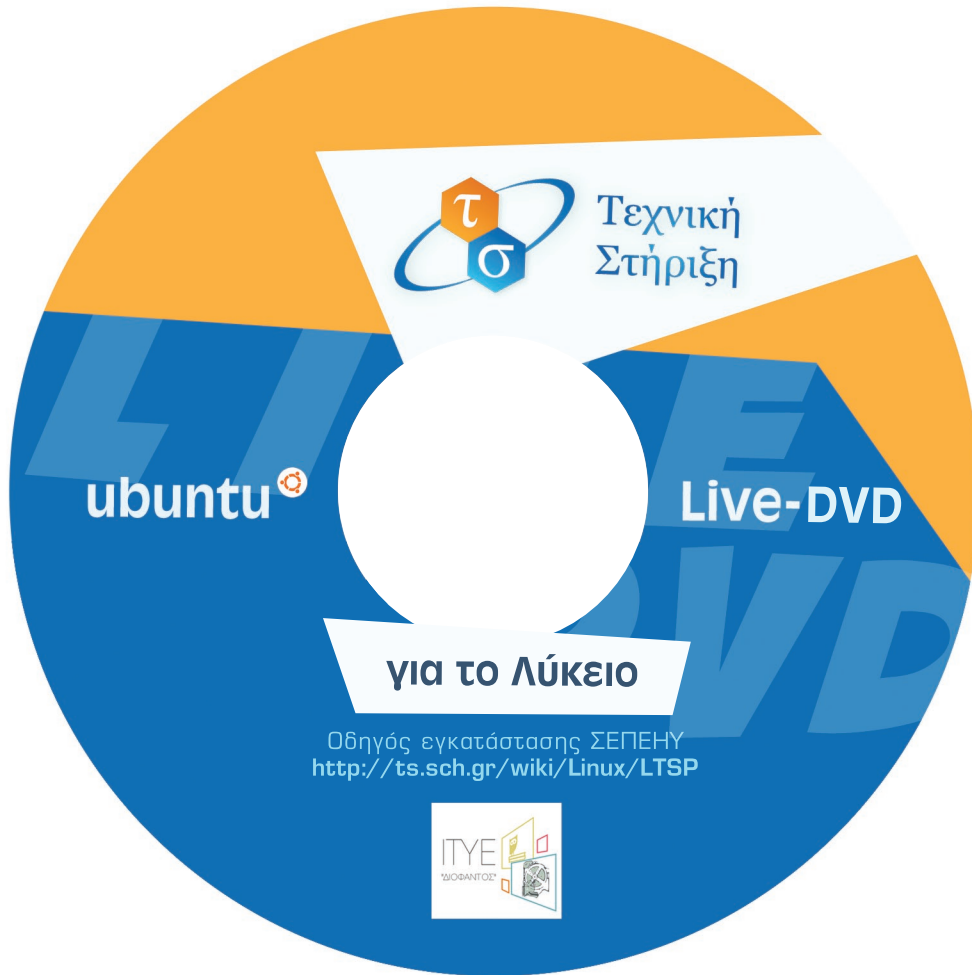 τ
σ
Τεχνική
Στήριξη
LIVE
ubuntu
Live-DVD
DVD
για το Λύκειο
Οδηγός εγκατάστασης ΣΕΠΕΗΥ
http://ts.sch.gr/wiki/Linux/LTSP
ΙΤΥΕ
"ΔΙΟΦΑΝΤΟΣ"